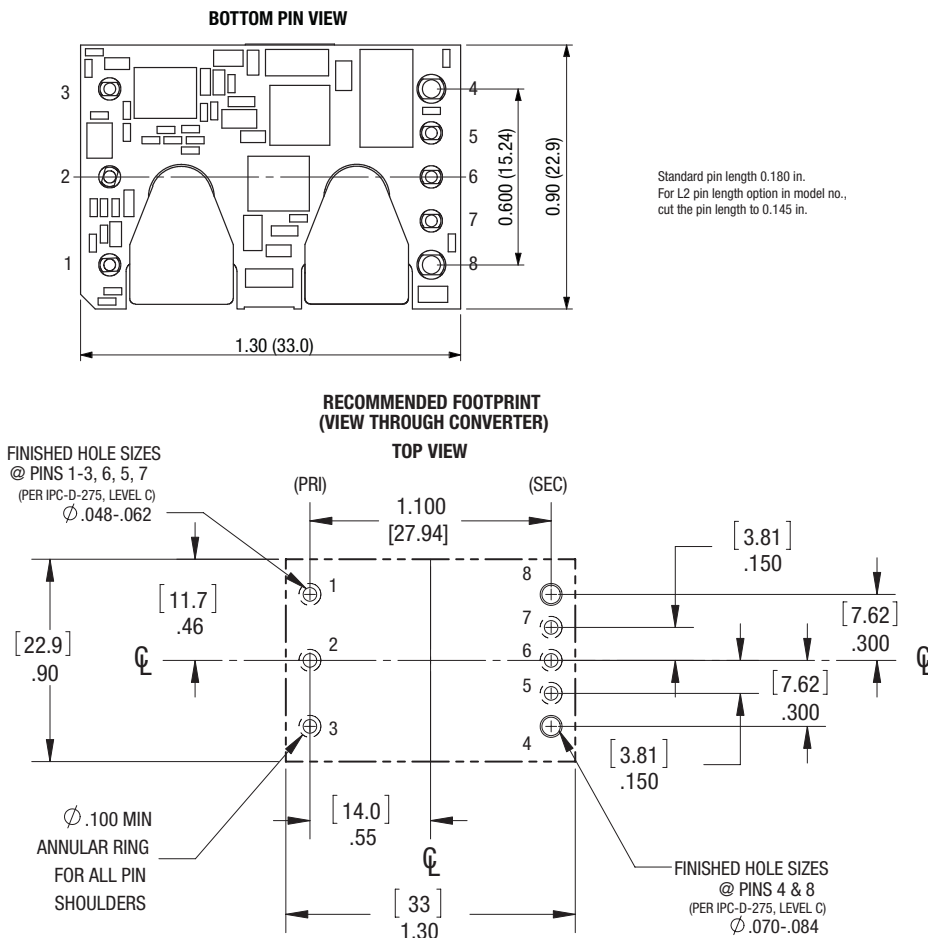 BOTTOM PIN VIEW
3
2
1
4
5
6
7
8
0.600 (15.24)
0.90 (22.9)
1.30 (33.0)
Standard pin length 0.180 in.
For L2 pin length option in model no.,
cut the pin length to 0.145 in.
RECOMMENDED FOOTPRINT
(VIEW THROUGH CONVERTER)
TOP VIEW
FINISHED HOLE SIZES
@ PINS 1-3, 6, 5, 7
(PER IPC-D-275, LEVEL C)
∅ .048-.062
(PRI)
(SEC)
1.100
[27.94]
[3.81]
.150
[11.7]
.46
[22.9]
.90
℄
1
2
3
8
7
6
5
4
[7.62]
.300
℄
[7.62]
.300
[3.81]
.150
∅ .100 MIN
ANNULAR RING
FOR ALL PIN
SHOULDERS
[14.0]
.55
℄
[33]
1.30
FINISHED HOLE SIZES
@ PINS 4 & 8
(PER IPC-D-275, LEVEL C)
∅ .070-.084